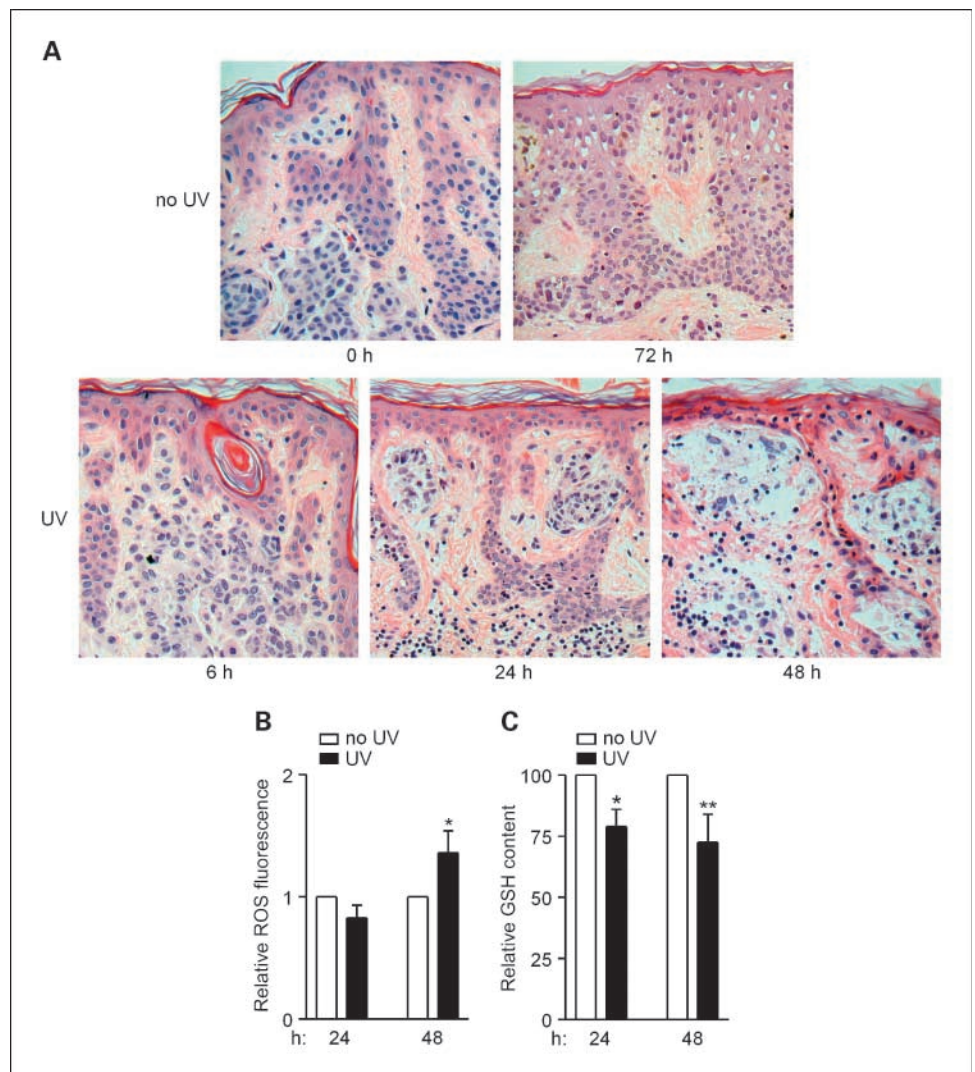 A
no UV
0 h
72 h
UV
6 h
24 h
48 h
B
no UV
UV
Relative ROS fluorescence
2
1
0
*
h: 24 48
C
no UV
UV
Relative GSH content
100
75
50
25
0
*
**
h: 24 48